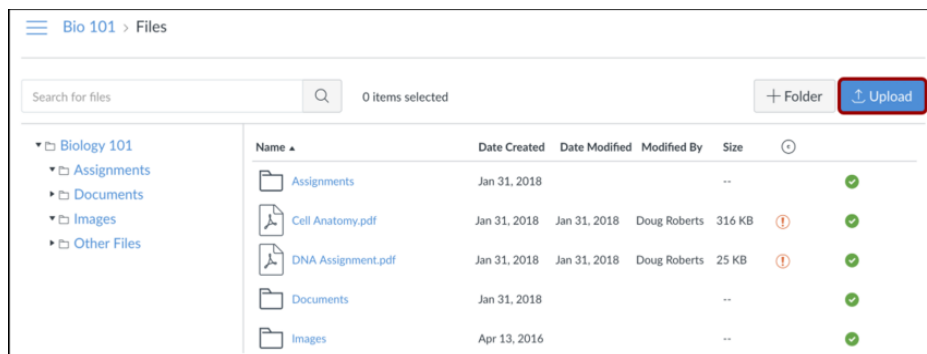 Bio 101 > Files
Search for files
0 items selected
+ Folder
Upload
Biology 101
Assignments
Documents
Images
Other Files
Name Date Created Date Modified Modified By Size
Assignments Jan 31, 2018 --
Cell Anatomy.pdf Jan 31, 2018 Jan 31, 2018 Doug Roberts 316 KB
DNA Assignment.pdf Jan 31, 2018 Jan 31, 2018 Doug Roberts 25 KB
Documents Jan 31, 2018 --
Images Apr 13, 2016 --